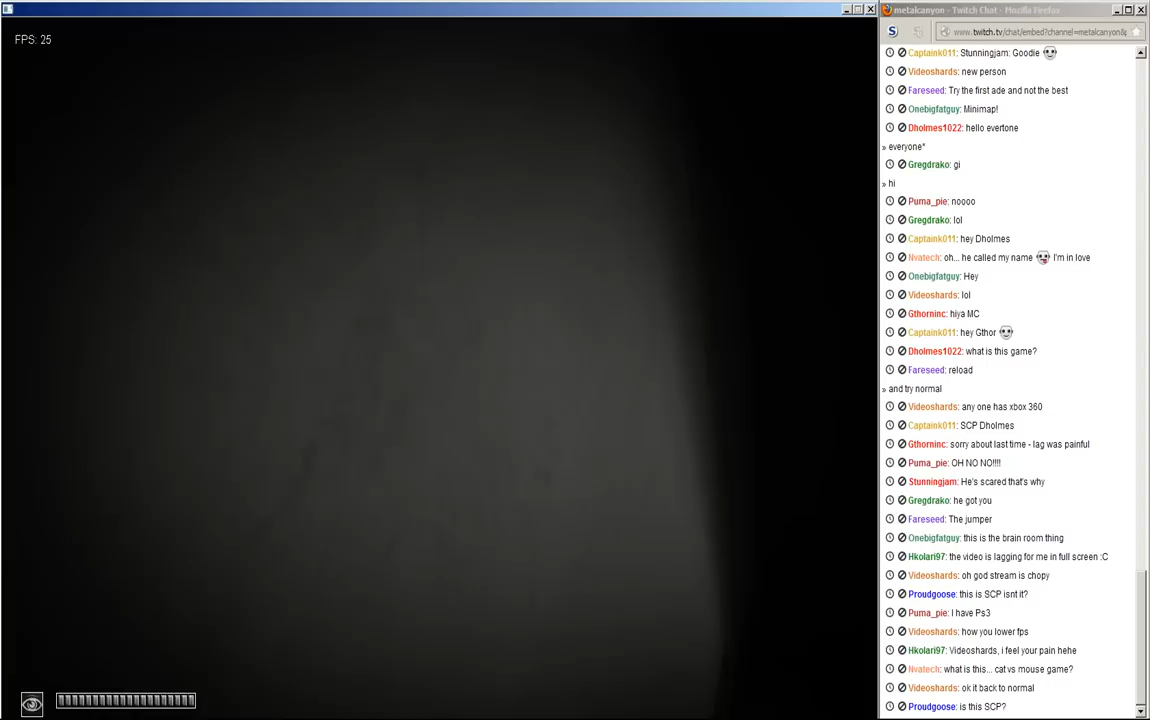 FPS: 25
metalcanyon - Twitch Chat - Mozilla Firefox
www.twitch.tv/chat/embed?channel=metalcanyon&
Captaink011: Stunningjam: Goodie
Videoshards: new person
Fareseed: Try the first ade and not the best
Onebigfatguy: Minimap!
Dholmes1022: hello evertone
» everyone*
Gregdrako: gi
» hi
Puma_pie: noooo
Gregdrako: lol
Captaink011: hey Dholmes
Nvatech: oh... he called my name I'm in love
Onebigfatguy: Hey
Videoshards: lol
Gthorninc: hiya MC
Captaink011: hey Gthor
Dholmes1022: what is this game?
Fareseed: reload
» and try normal
Videoshards: any one has xbox 360
Captaink011: SCP Dholmes
Gthorninc: sorry about last time - lag was painful
Puma_pie: OH NO NO!!!!
Stunningjam: He's scared that's why
Gregdrako: he got you
Fareseed: The jumper
Onebigfatguy: this is the brain room thing
Hkolari97: the video is lagging for me in full screen :C
Videoshards: oh god stream is chopy
Proudgoose: this is SCP isnt it?
Puma_pie: I have Ps3
Videoshards: how you lower fps
Hkolari97: Videoshards, i feel your pain hehe
Nvatech: what is this... cat vs mouse game?
Videoshards: ok it back to normal
Proudgoose: is this SCP?